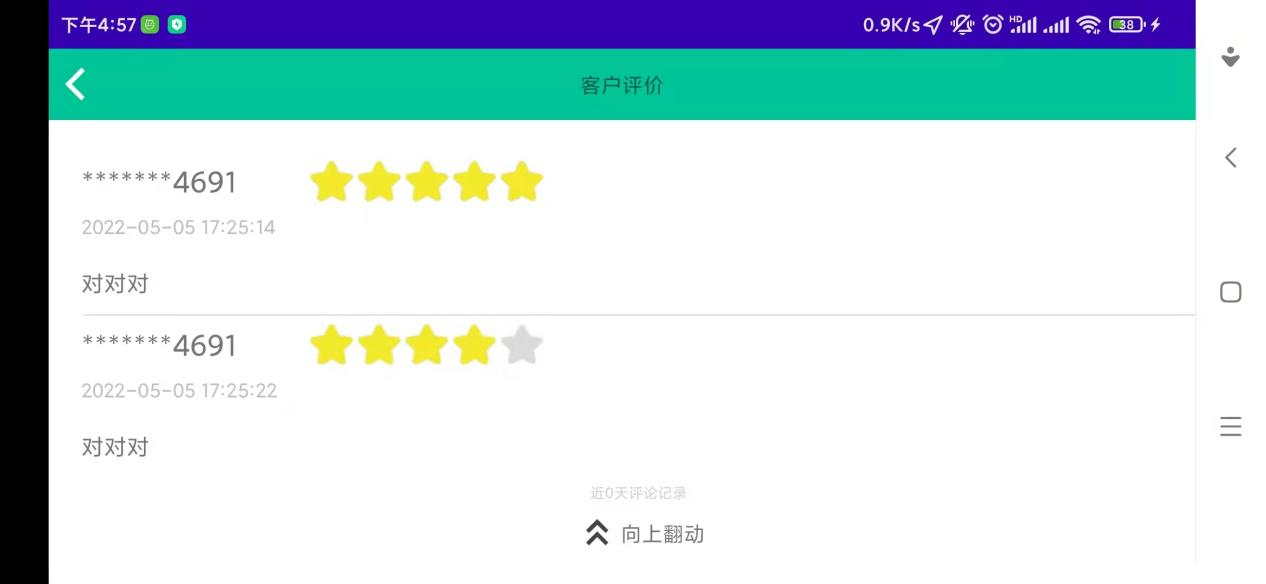 下午4:57
0.9K/s HD 38
客户评价
*******4691
2022-05-05 17:25:14
对对对
*******4691
2022-05-05 17:25:22
对对对
近0天评论记录
向上翻动